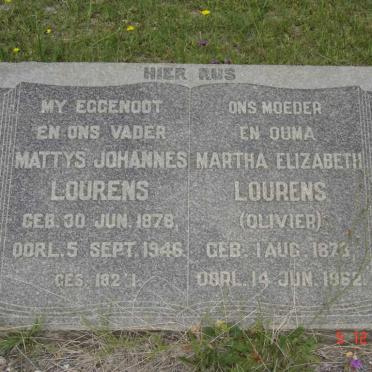 HIER RUS
MY EGGENOOT
EN ONS VADER
MATTYS JOHANNES
LOURENS
GEB. 30 JUN. 1878.
OORL. 5 SEPT. 1946.
GES. 182
ONS MOEDER
EN OUMA
MARTHA ELIZABETH
LOURENS
(OLIVIER)
GEB. 1 AUG. 1873
OORL. 14 JUN. 1962.